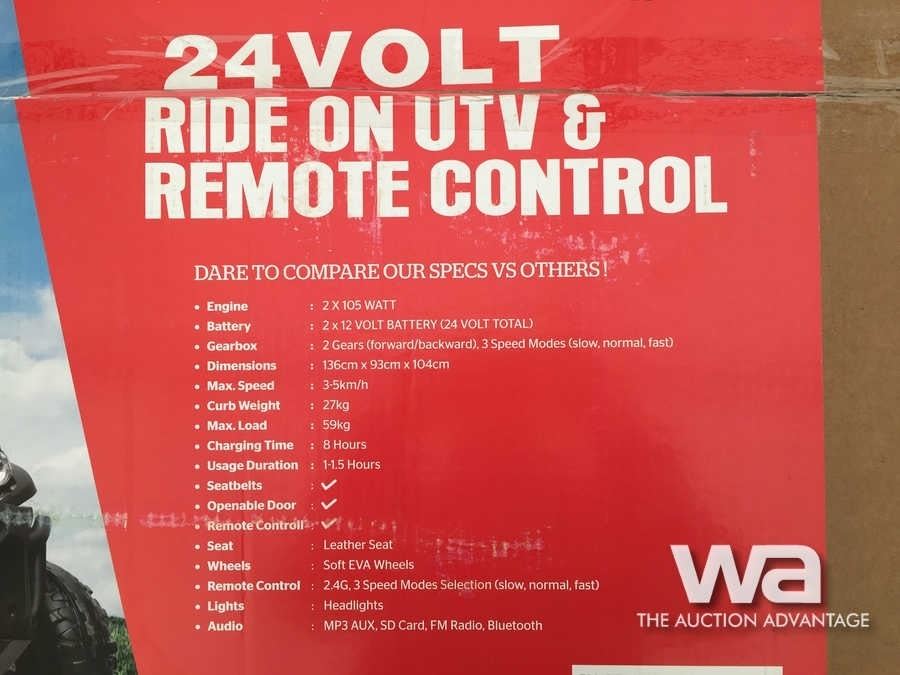 24VOLT
RIDE ON UTV &
REMOTE CONTROL
DARE TO COMPARE OUR SPECS VS OTHERS!
• Engine : 2 X 105 WATT
• Battery : 2 x 12 VOLT BATTERY (24 VOLT TOTAL)
• Gearbox : 2 Gears (forward/backward), 3 Speed Modes (slow, normal, fast)
• Dimensions : 136cm x 93cm x 104cm
• Max. Speed : 3-5km/h
• Curb Weight : 27kg
• Max. Load : 59kg
• Charging Time : 8 Hours
• Usage Duration : 1-1.5 Hours
• Seatbelts : ✓
• Openable Door : ✓
• Remote Controll : ✓
• Seat : Leather Seat
• Wheels : Soft EVA Wheels
• Remote Control : 2.4G, 3 Speed Modes Selection (slow, normal, fast)
• Lights : Headlights
• Audio : MP3 AUX, SD Card, FM Radio, Bluetooth
wa
THE AUCTION ADVANTAGE